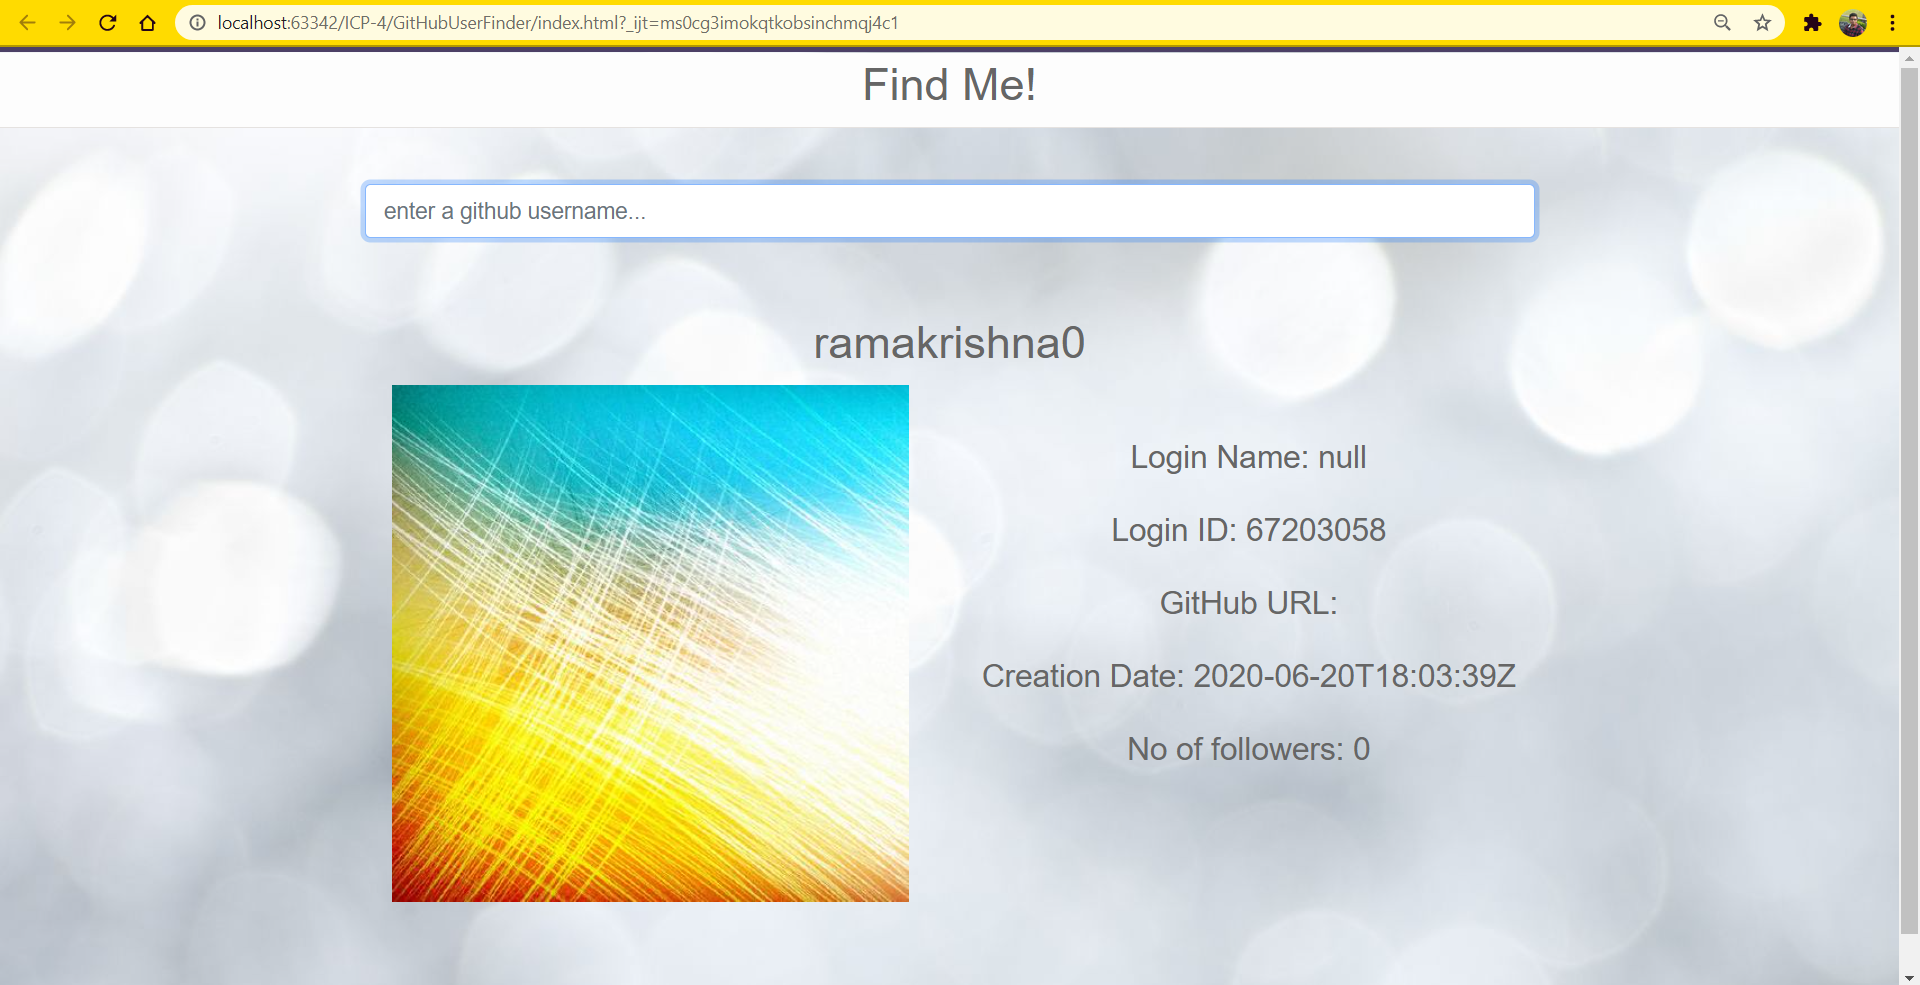 localhost:63342/ICP-4/GitHubUserFinder/index.html?_ijt=ms0cg3imokqtkobsinchmqj4c1
Find Me!
enter a github username...
ramakrishna0
Login Name: null
Login ID: 67203058
GitHub URL:
Creation Date: 2020-06-20T18:03:39Z
No of followers: 0